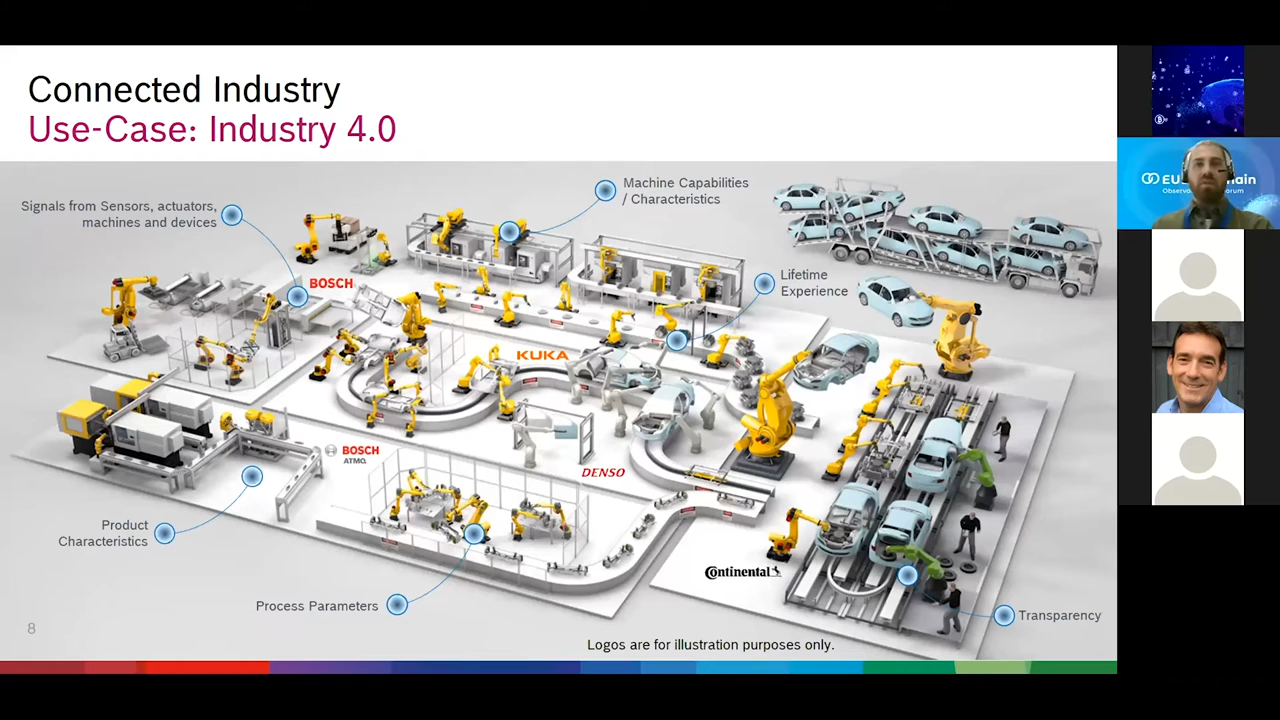 Connected Industry
Use-Case: Industry 4.0
Signals from Sensors, actuators,
machines and devices
Machine Capabilities
/ Characteristics
Lifetime
Experience
BOSCH
KUKA
BOSCH
ATMO
DENSO
Product
Characteristics
Process Parameters
Continental
Transparency
8
Logos are for illustration purposes only.